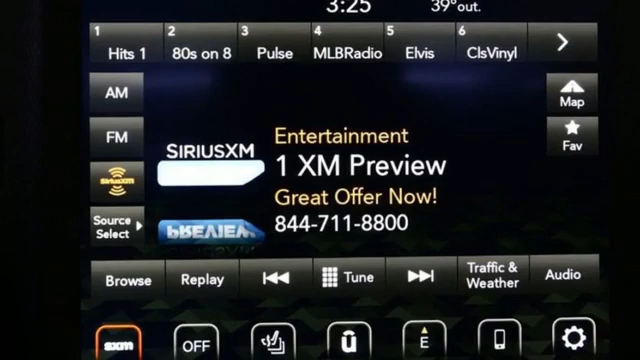 3:25
39°out.
1 Hits 1
2 80s on 8
3 Pulse
4 MLBRadio
5 Elvis
6 ClsVinyl
AM
FM
SiriusXM
Source
Select
SIRIUSXM
PREVIEW
Entertainment
1 XM Preview
Great Offer Now!
844-711-8800
Map
Fav
Browse
Replay
Tune
Traffic &
Weather
Audio
sxm
OFF
E